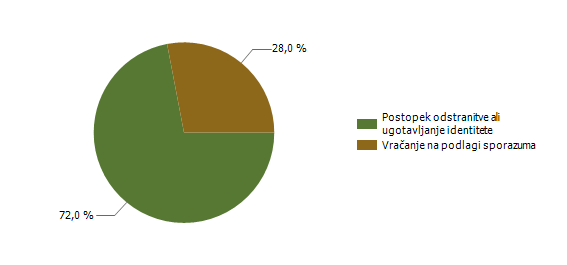 28,0 %
72,0 %
Postopek odstranitve ali
ugotavljanje identitete
Vračanje na podlagi sporazuma